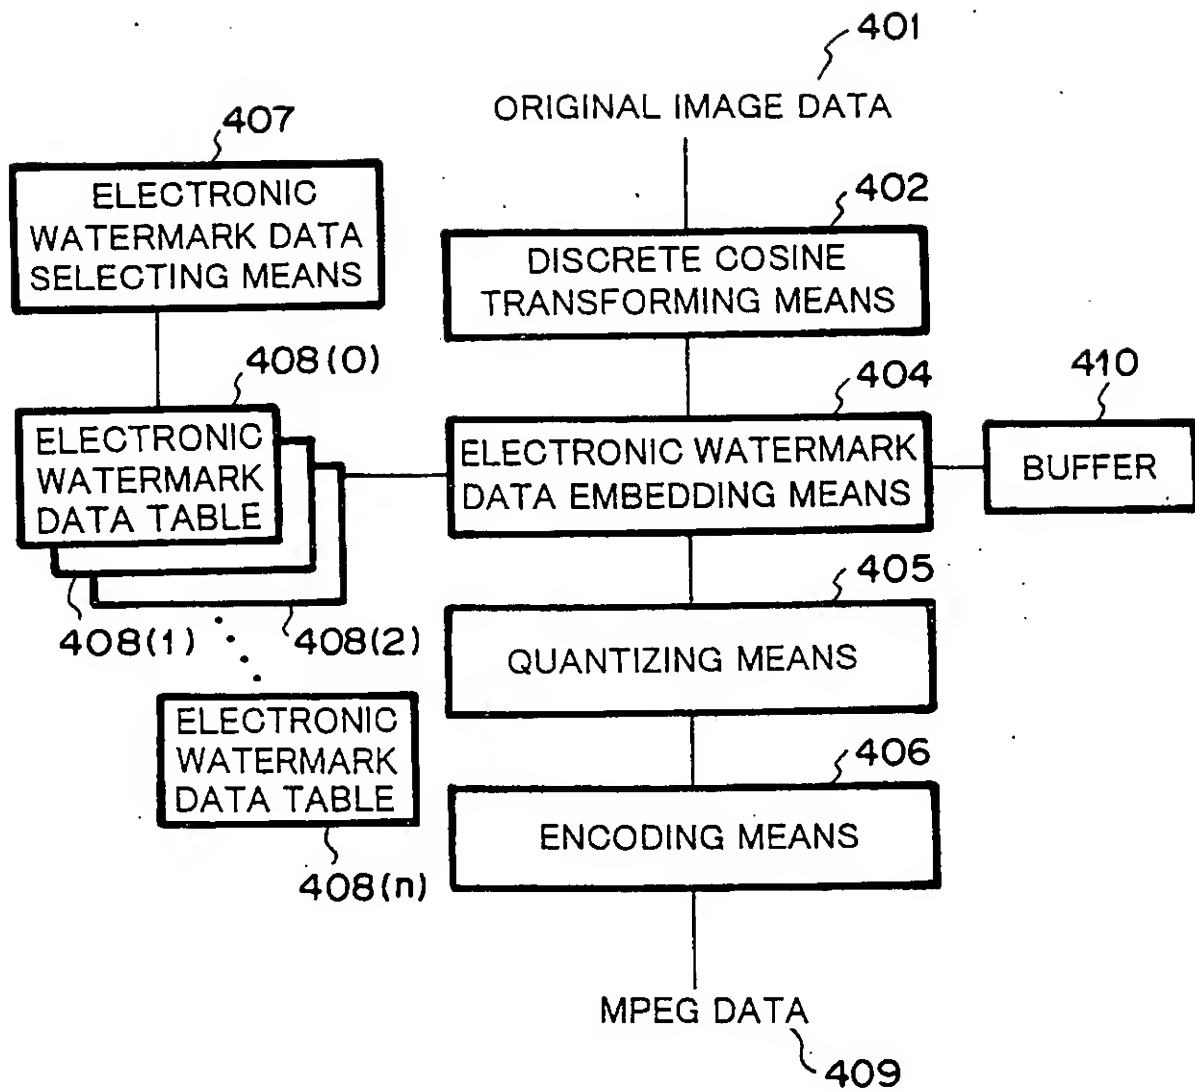 401
ORIGINAL IMAGE DATA
407
ELECTRONIC
WATERMARK DATA
SELECTING MEANS
402
DISCRETE COSINE
TRANSFORMING MEANS
408(0)
ELECTRONIC
WATERMARK
DATA TABLE
404
ELECTRONIC WATERMARK
DATA EMBEDDING MEANS
410
BUFFER
408(1)
408(2)
405
QUANTIZING MEANS
ELECTRONIC
WATERMARK
DATA TABLE
408(n)
406
ENCODING MEANS
MPEG DATA
409